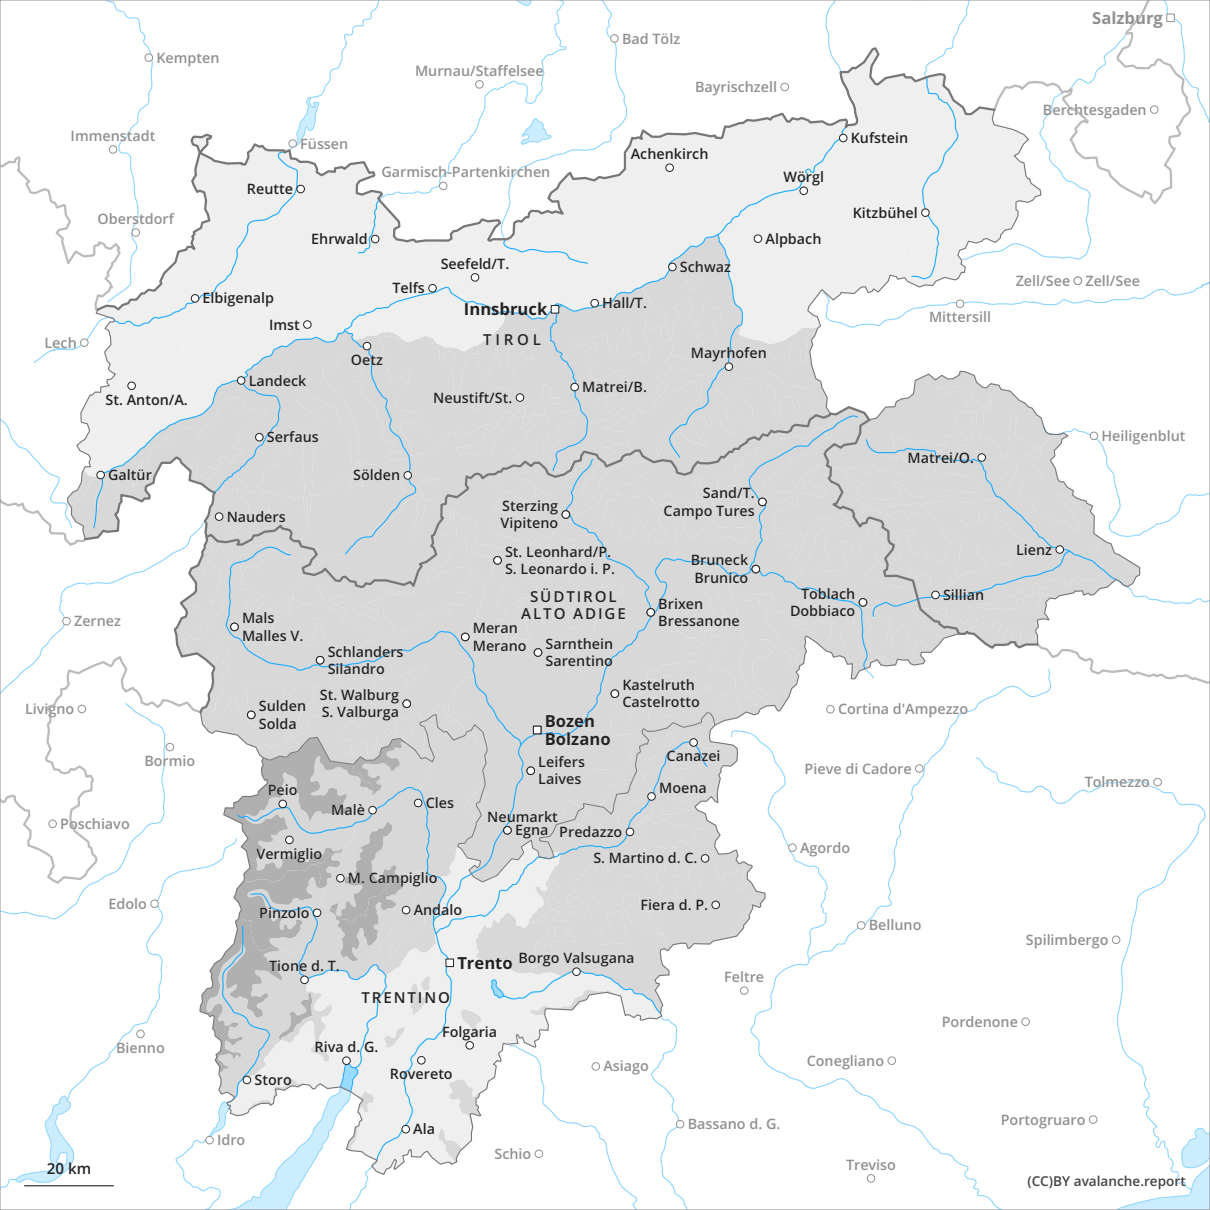 Salzburg
Bad Tölz
Kempten
Murnau/Staffelsee
Bayrischzell
Berchtesgaden
Immenstadt
Füssen
Kufstein
Achenkirch
Garmisch-Partenkirchen
Wörgl
Reutte
Oberstdorf
Kitzbühel
Ehrwald
Alpbach
Seefeld/T.
Schwaz
Telfs
Zell/See
Zell/See
Elbigenalp
Hall/T.
Innsbruck
Mittersill
Imst
TIROL
Lech
Oetz
Mayrhofen
Landeck
Matrei/B.
St. Anton/A.
Neustift/St.
Serfaus
Heiligenblut
Matrei/O.
Galtür
Sölden
Sand/T.
Campo Tures
Sterzing
Vipiteno
Nauders
St. Leonhard/P.
S. Leonardo i. P.
Lienz
Bruneck
Brunico
SÜDTIROL
ALTO ADIGE
Toblach
Dobbiaco
Sillian
Brixen
Bressanone
Zernez
Mals
Malles V.
Meran
Merano
Sarnthein
Sarentino
Schlanders
Silandro
Kastelruth
Castelrotto
St. Walburg
S. Valburga
Sulden
Solda
Livigno
Cortina d'Ampezzo
Bozen
Bolzano
Bormio
Canazei
Leifers
Laives
Pieve di Cadore
Tolmezzo
Peio
Moena
Malè
Cles
Neumarkt
Egna
Predazzo
Poschiavo
Vermiglio
S. Martino d. C.
Agordo
M. Campiglio
Edolo
Pinzolo
Andalo
Fiera d. P.
Belluno
Spilimbergo
Trento
Borgo Valsugana
Tione d. T.
Feltre
TRENTINO
Pordenone
Folgaria
Bienno
Riva d. G.
Rovereto
Asiago
Conegliano
Storo
Ala
Bassano d. G.
Portogruaro
Idro
Schio
Treviso
20 km
(CC)BY avalanche.report